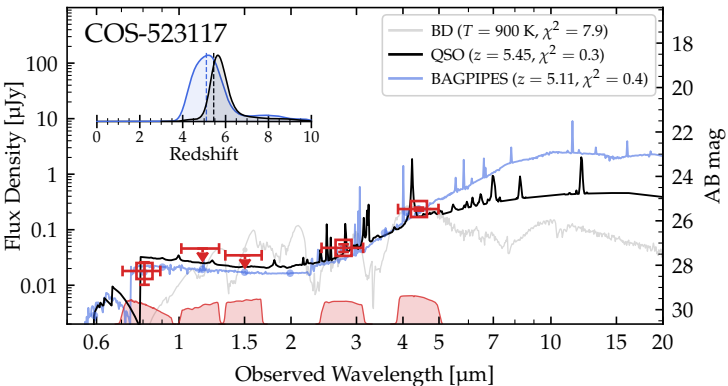 COS-523117
BD (T = 900 K, χ² = 7.9)
QSO (z = 5.45, χ² = 0.3)
BAGPIPES (z = 5.11, χ² = 0.4)
100
10
1
0.1
0.01
Flux Density [μJy]
0 2 4 6 8 10
Redshift
18
20
22
24
26
28
30
AB mag
0.6 1 1.5 2 3 4 5 7 10 15 20
Observed Wavelength [μm]